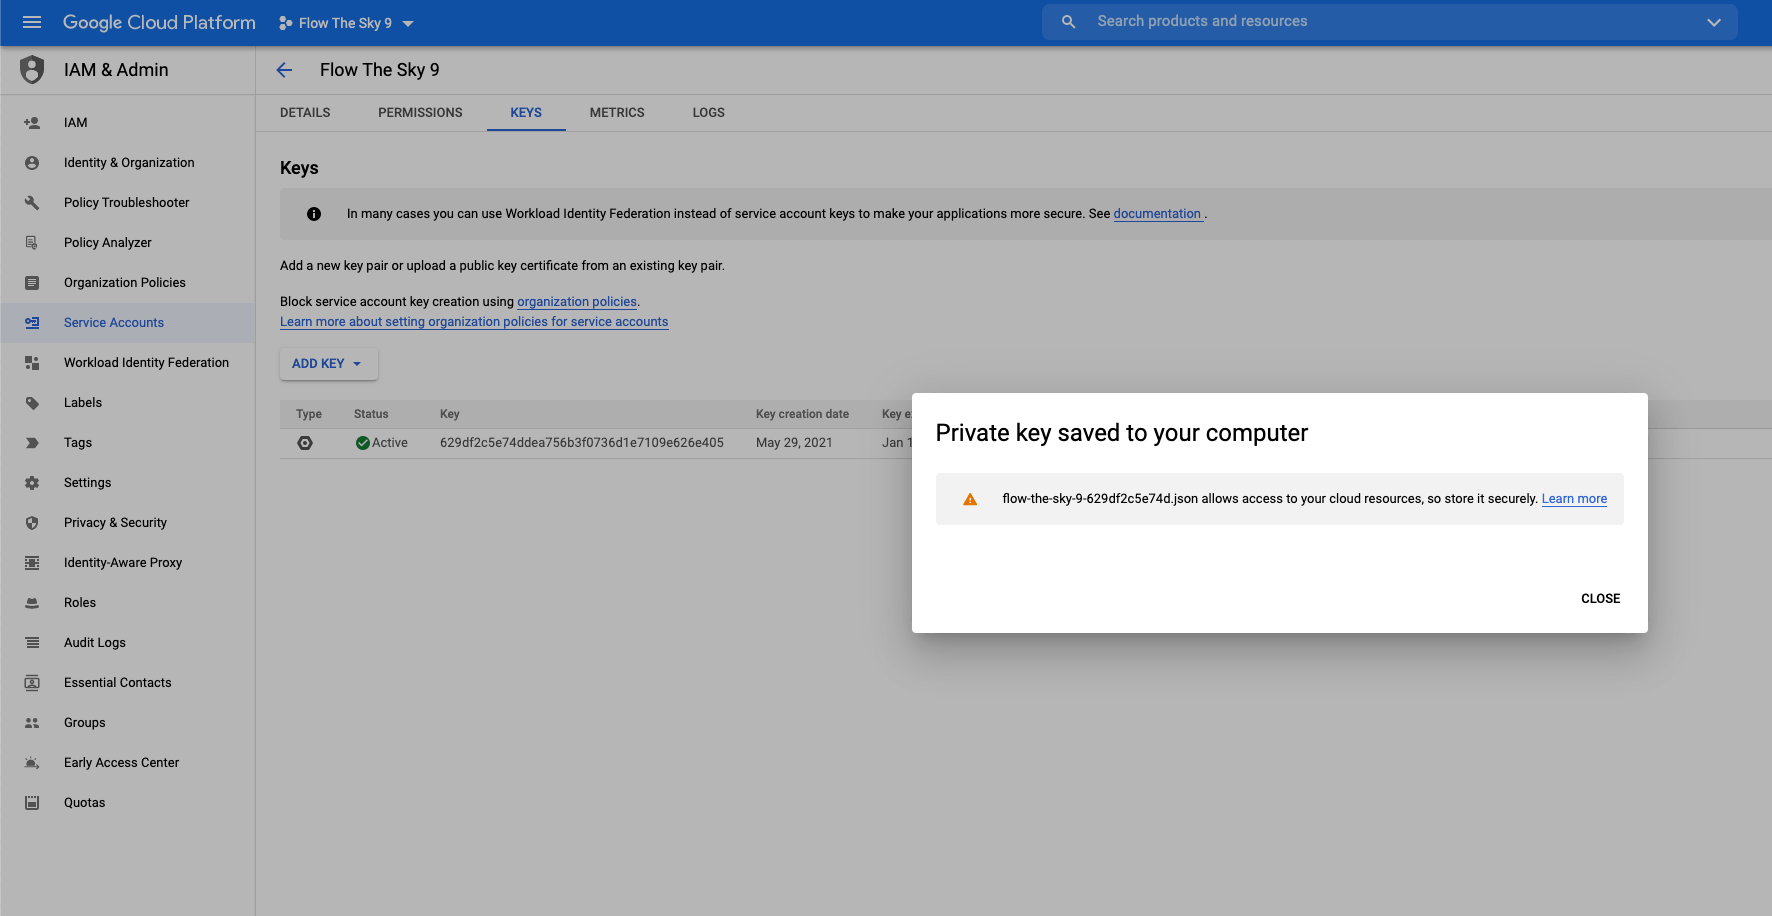 Google Cloud Platform
Flow The Sky 9
Search products and resources
IAM & Admin
Flow The Sky 9
DETAILS
PERMISSIONS
KEYS
METRICS
LOGS
IAM
Identity & Organization
Policy Troubleshooter
Policy Analyzer
Organization Policies
Service Accounts
Workload Identity Federation
Labels
Tags
Settings
Privacy & Security
Identity-Aware Proxy
Roles
Audit Logs
Essential Contacts
Groups
Early Access Center
Quotas
Keys
In many cases you can use Workload Identity Federation instead of service account keys to make your applications more secure. See documentation .
Add a new key pair or upload a public key certificate from an existing key pair.
Block service account key creation using organization policies.
Learn more about setting organization policies for service accounts
ADD KEY
Type Status Key Key creation date Key e
Active 629df2c5e74ddea756b3f0736d1e7109e626e405 May 29, 2021 Jan 1
Private key saved to your computer
flow-the-sky-9-629df2c5e74d.json allows access to your cloud resources, so store it securely. Learn more
CLOSE